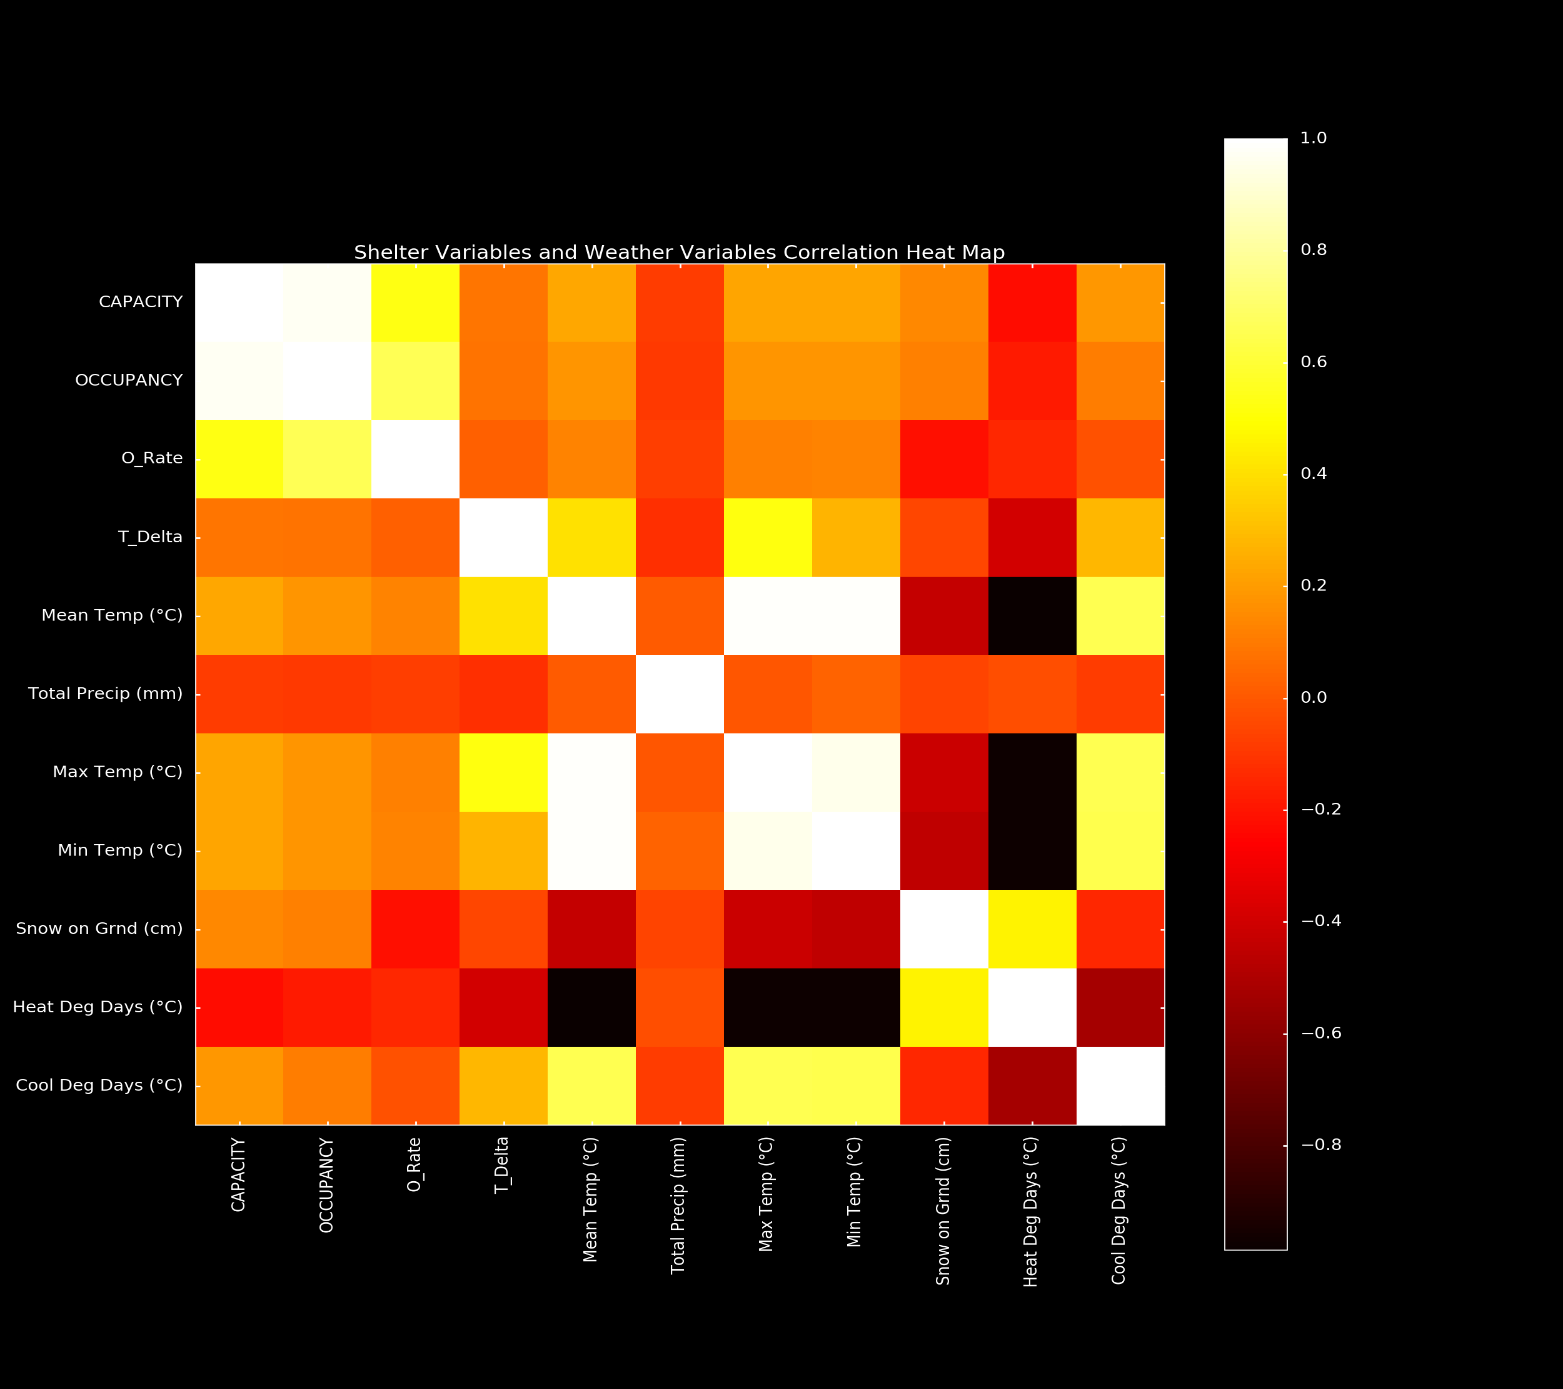 Shelter Variables and Weather Variables Correlation Heat Map
CAPACITY
OCCUPANCY
O_Rate
T_Delta
Mean Temp (°C)
Total Precip (mm)
Max Temp (°C)
Min Temp (°C)
Snow on Grnd (cm)
Heat Deg Days (°C)
Cool Deg Days (°C)
CAPACITY
OCCUPANCY
O_Rate
T_Delta
Mean Temp (°C)
Total Precip (mm)
Max Temp (°C)
Min Temp (°C)
Snow on Grnd (cm)
Heat Deg Days (°C)
Cool Deg Days (°C)
1.0
0.8
0.6
0.4
0.2
0.0
−0.2
−0.4
−0.6
−0.8